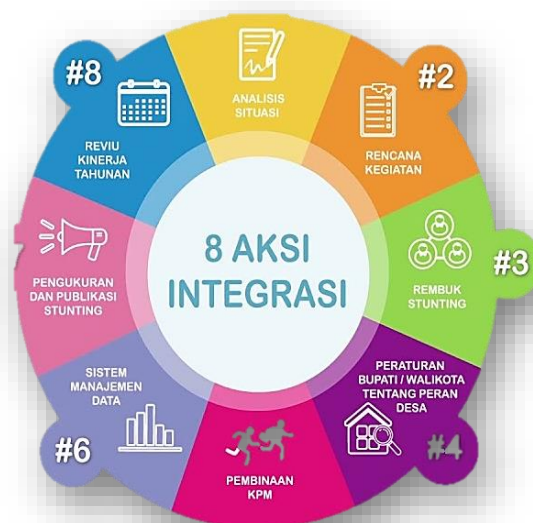 8 AKSI
INTEGRASI
ANALISIS
SITUASI
#2
RENCANA
KEGIATAN
#3
REMBUK
STUNTING
#4
PERATURAN
BUPATI / WALIKOTA
TENTANG PERAN
DESA
PEMBINAAN
KPM
#6
SISTEM
MANAJEMEN
DATA
PENGUKURAN
DAN PUBLIKASI
STUNTING
#8
REVIU
KINERJA
TAHUNAN